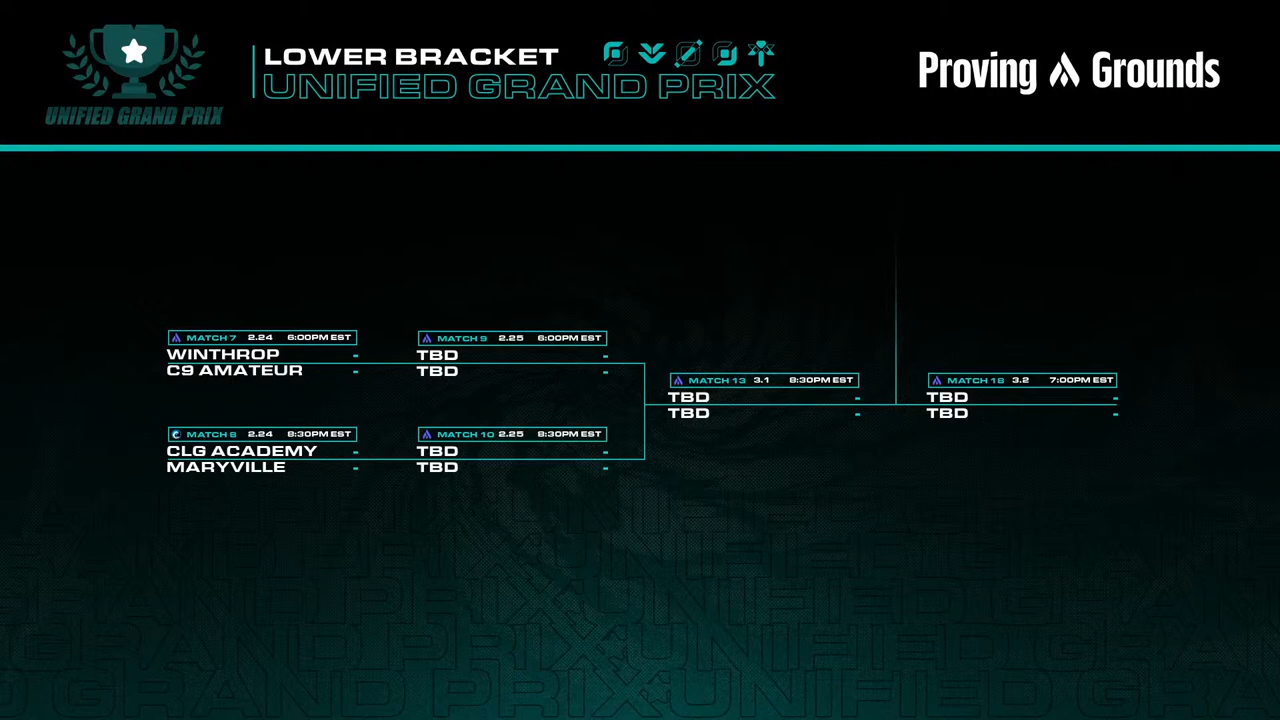 LOWER BRACKET
UNIFIED GRAND PRIX
UNIFIED GRAND PRIX
Proving Grounds
MATCH 7 2.24 6:00PM EST
WINTHROP -
C9 AMATEUR -
MATCH 8 2.24 8:30PM EST
CLG ACADEMY -
MARYVILLE -
MATCH 9 2.25 6:00PM EST
TBD -
TBD -
MATCH 10 2.25 8:30PM EST
TBD -
TBD -
MATCH 13 3.1 8:30PM EST
TBD -
TBD -
MATCH 18 3.2 7:00PM EST
TBD -
TBD -